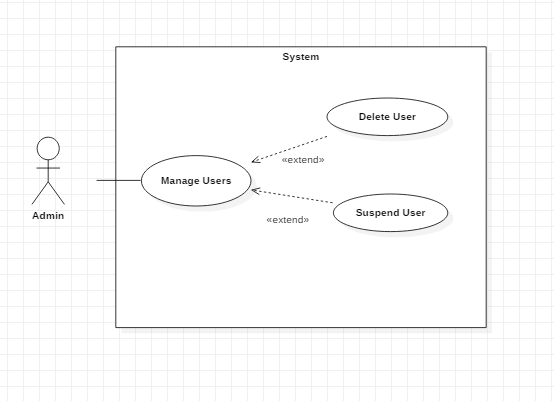 System
Delete User
«extend»
Manage Users
Suspend User
Admin
«extend»